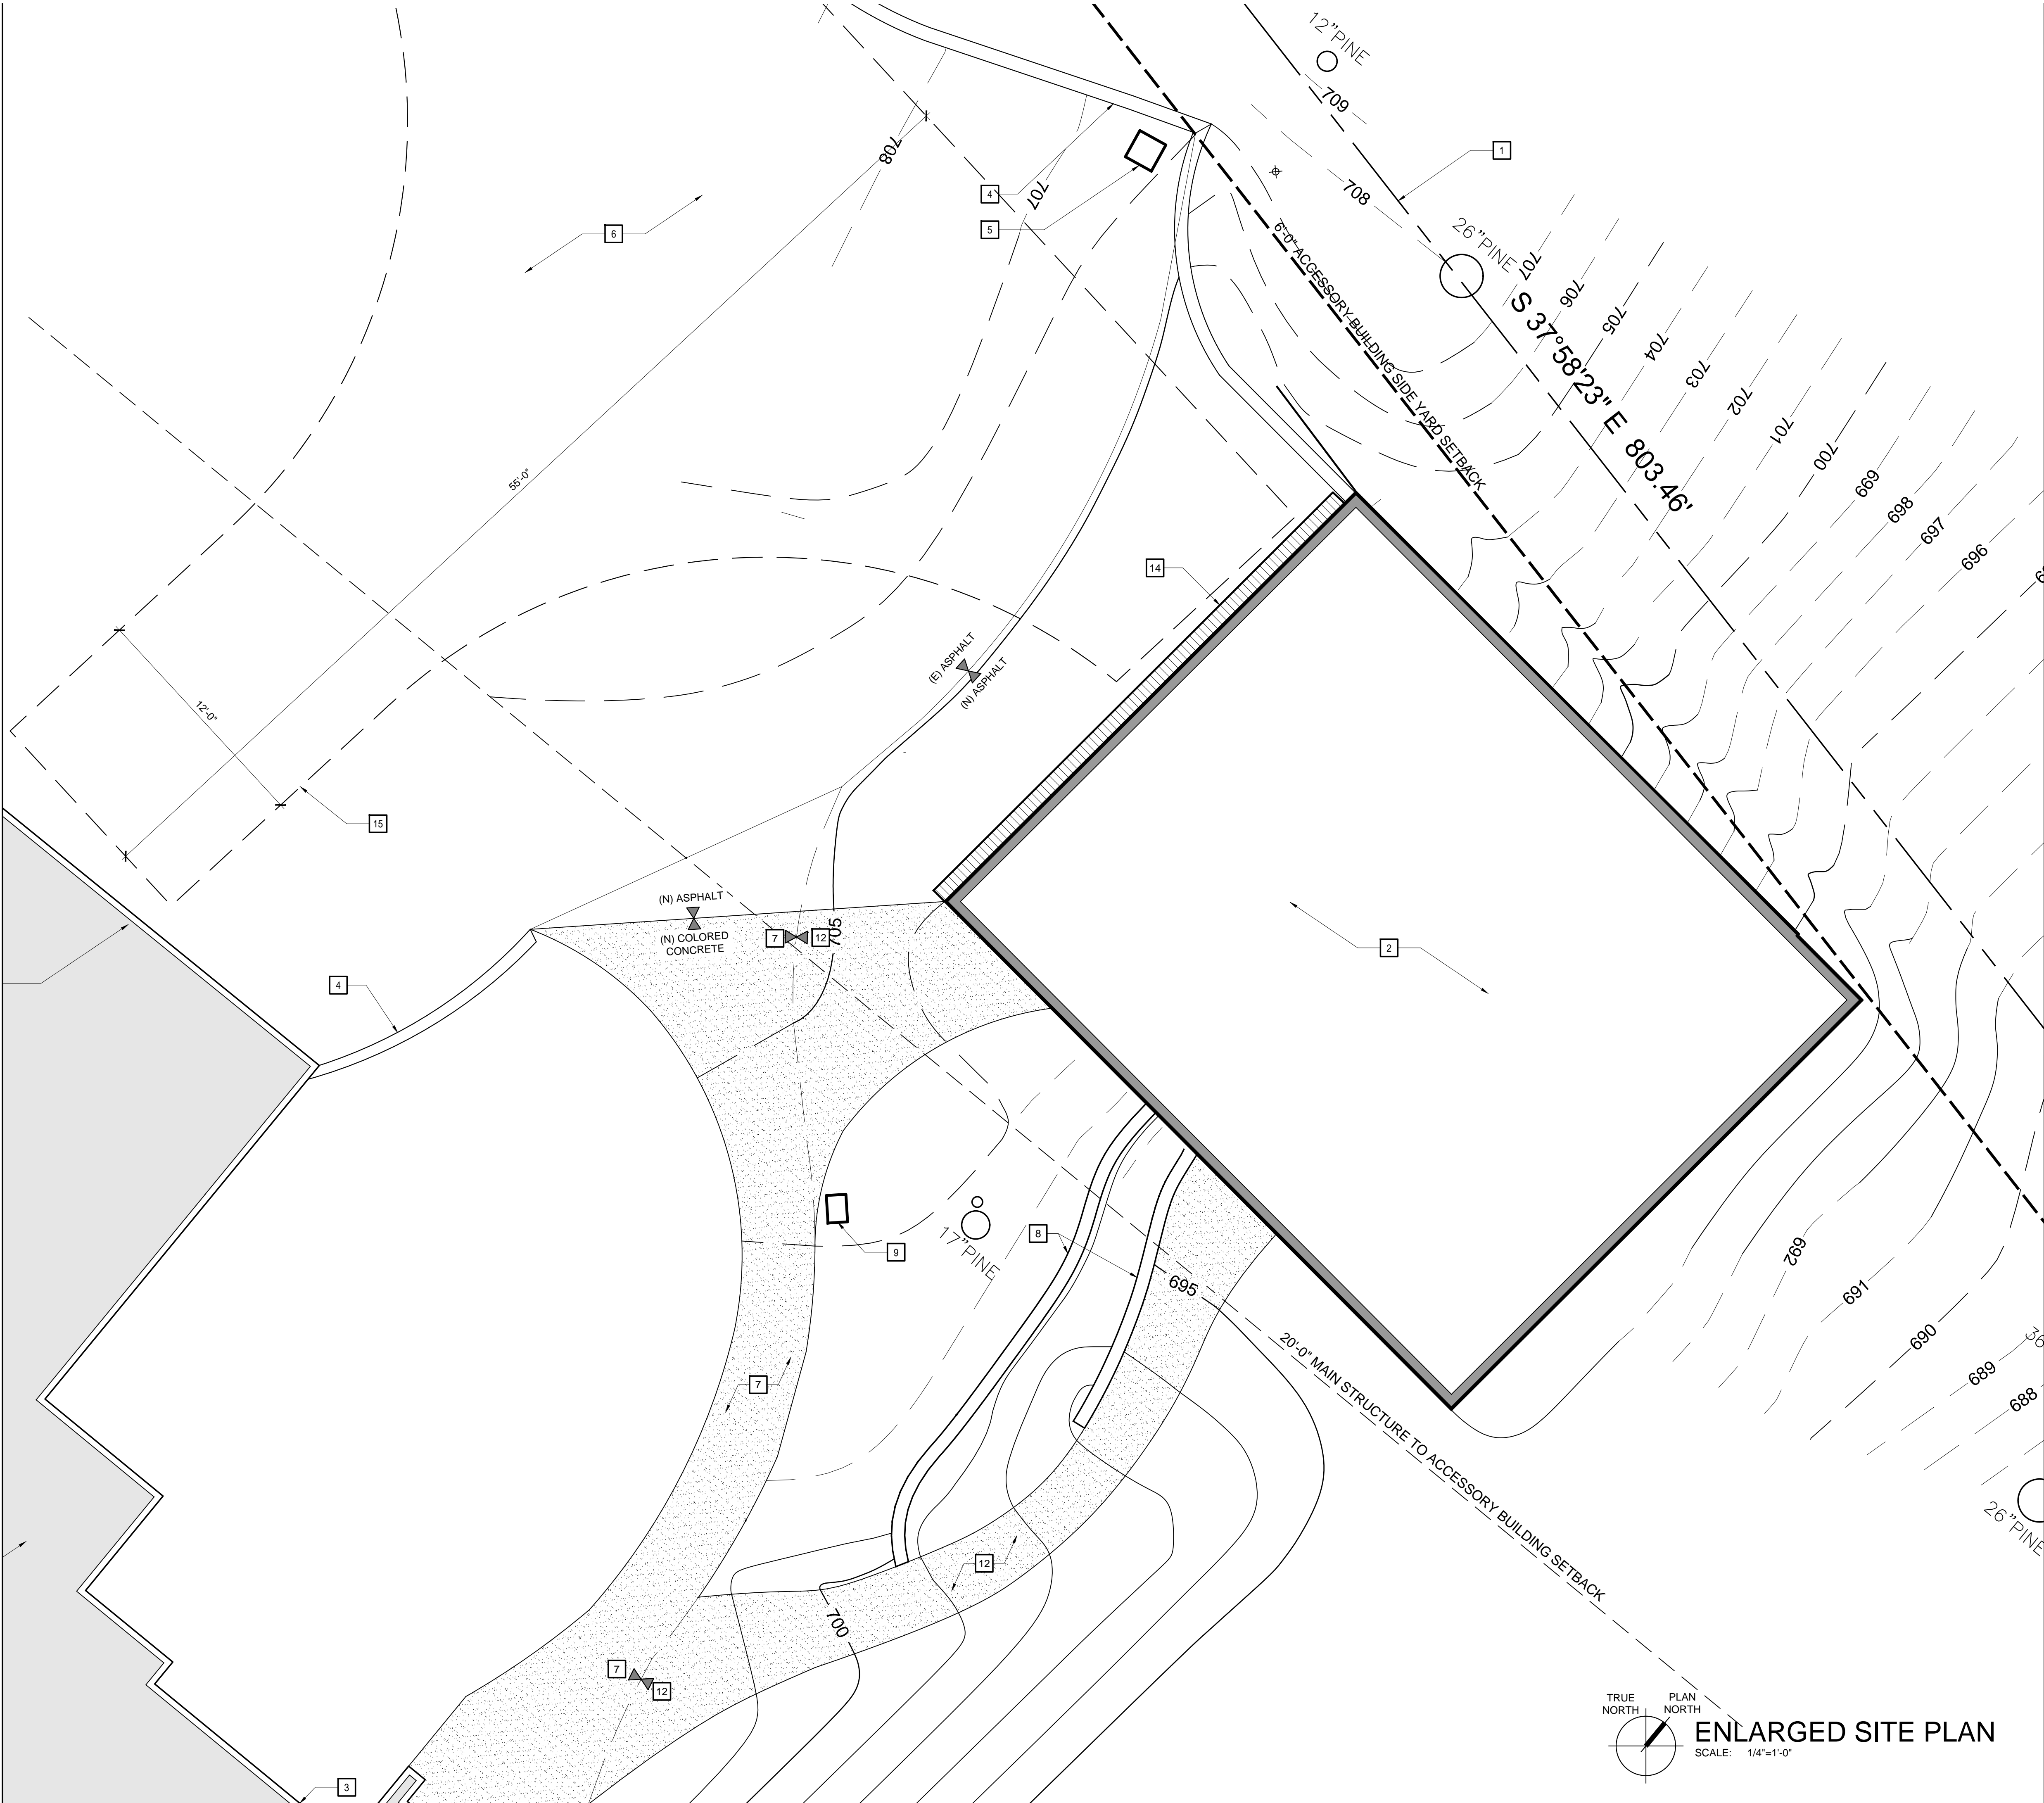 12"PINE
709
1
708
708
4
707
5
6
26"PINE
6'-0" ACCESSORY BUILDING SIDE YARD SETBACK
707
706
705
704
703
702
701
700
699
698
697
696
S 37°58'23" E 803.46'
55'-0"
14
(E) ASPHALT
(N) ASPHALT
12'-0"
15
(N) ASPHALT
(N) COLORED
CONCRETE
7
12
705
2
4
9
17"PINE
8
695
692
691
690
689
688
20'-0" MAIN STRUCTURE TO ACCESSORY BUILDING SETBACK
7
26"PINE
12
700
7
12
3
TRUE
NORTH
PLAN
NORTH
ENLARGED SITE PLAN
SCALE: 1/4"=1'-0"